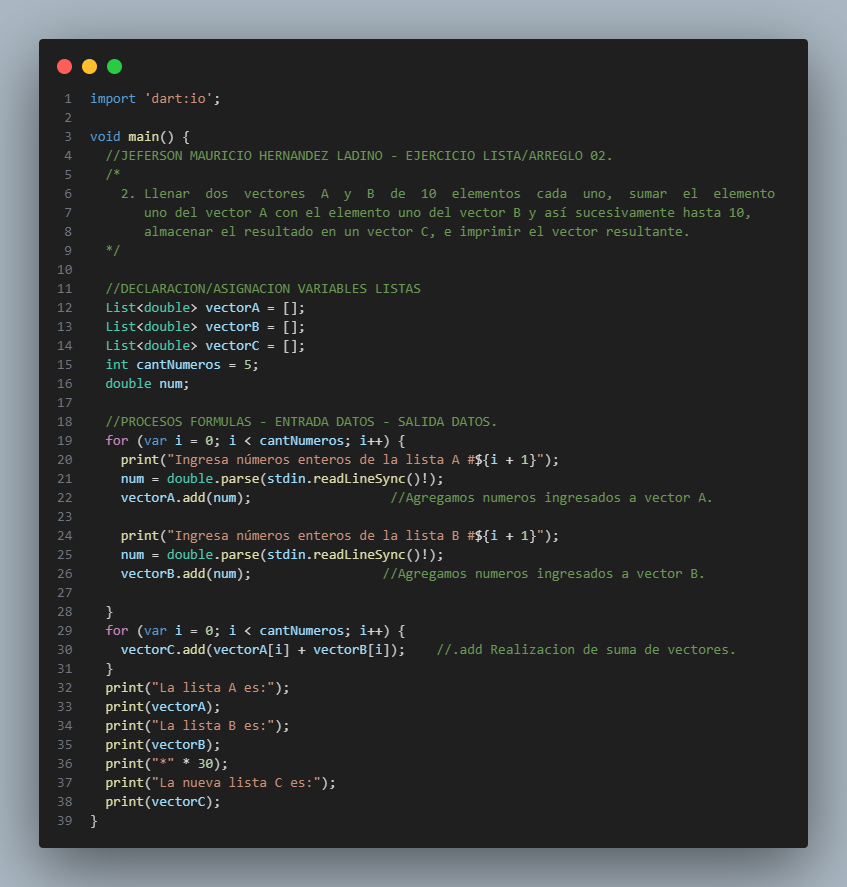 1 import 'dart:io';
2
3 void main() {
4   //JEFERSON MAURICIO HERNANDEZ LADINO - EJERCICIO LISTA/ARREGLO 02.
5   /*
6     2. Llenar dos vectores A y B de 10 elementos cada uno, sumar el elemento
7        uno del vector A con el elemento uno del vector B y así sucesivamente hasta 10,
8        almacenar el resultado en un vector C, e imprimir el vector resultante.
9   */
10
11   //DECLARACION/ASIGNACION VARIABLES LISTAS
12   List<double> vectorA = [];
13   List<double> vectorB = [];
14   List<double> vectorC = [];
15   int cantNumeros = 5;
16   double num;
17
18   //PROCESOS FORMULAS - ENTRADA DATOS - SALIDA DATOS.
19   for (var i = 0; i < cantNumeros; i++) {
20     print("Ingresa números enteros de la lista A #${i + 1}");
21     num = double.parse(stdin.readLineSync()!);
22     vectorA.add(num);                  //Agregamos numeros ingresados a vector A.
23
24     print("Ingresa números enteros de la lista B #${i + 1}");
25     num = double.parse(stdin.readLineSync()!);
26     vectorB.add(num);                 //Agregamos numeros ingresados a vector B.
27
28   }
29   for (var i = 0; i < cantNumeros; i++) {
30     vectorC.add(vectorA[i] + vectorB[i]);    //.add Realizacion de suma de vectores.
31   }
32   print("La lista A es:");
33   print(vectorA);
34   print("La lista B es:");
35   print(vectorB);
36   print("*" * 30);
37   print("La nueva lista C es:");
38   print(vectorC);
39 }